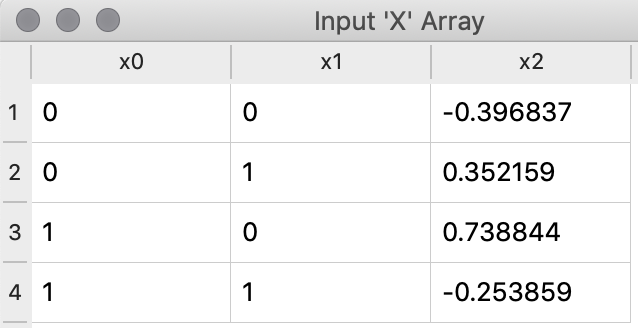 Input 'X' Array
x0 x1 x2
1 0 0 -0.396837
2 0 1 0.352159
3 1 0 0.738844
4 1 1 -0.253859